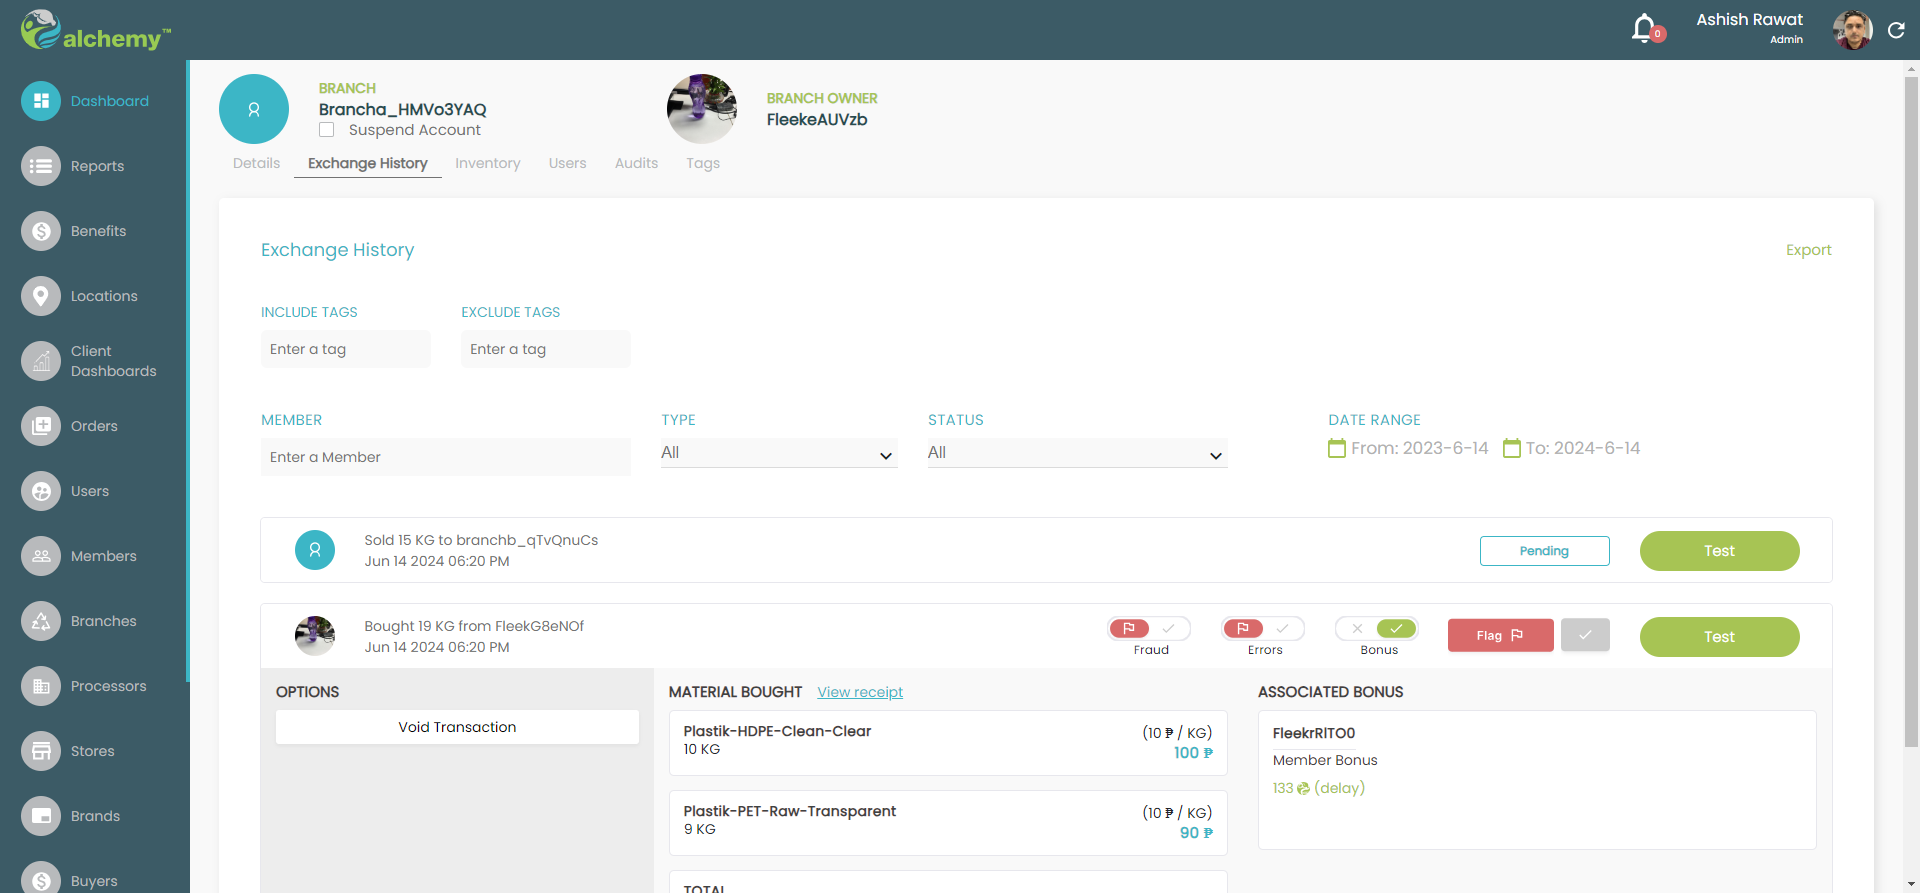 alchemy™
0
Ashish Rawat
Admin
Dashboard
Reports
Benefits
Locations
Client
Dashboards
Orders
Users
Members
Branches
Processors
Stores
Brands
Buyers
BRANCH
Brancha_HMVo3YAQ
Suspend Account
BRANCH OWNER
FleekeAUVzb
Details
Exchange History
Inventory
Users
Audits
Tags
Exchange History
Export
INCLUDE TAGS
EXCLUDE TAGS
Enter a tag
Enter a tag
MEMBER
TYPE
STATUS
DATE RANGE
Enter a Member
All
All
From: 2023-6-14
To: 2024-6-14
Sold 15 KG to branchb_qTvQnuCs
Jun 14 2024 06:20 PM
Pending
Test
Bought 19 KG from FleekG8eNOf
Jun 14 2024 06:20 PM
Fraud
Errors
Bonus
Flag
Test
OPTIONS
Void Transaction
MATERIAL BOUGHT
View receipt
Plastik-HDPE-Clean-Clear
(10 ₱ / KG)
10 KG
100 ₱
Plastik-PET-Raw-Transparent
(10 ₱ / KG)
9 KG
90 ₱
TOTAL
ASSOCIATED BONUS
FleekrRlTO0
Member Bonus
133 (delay)